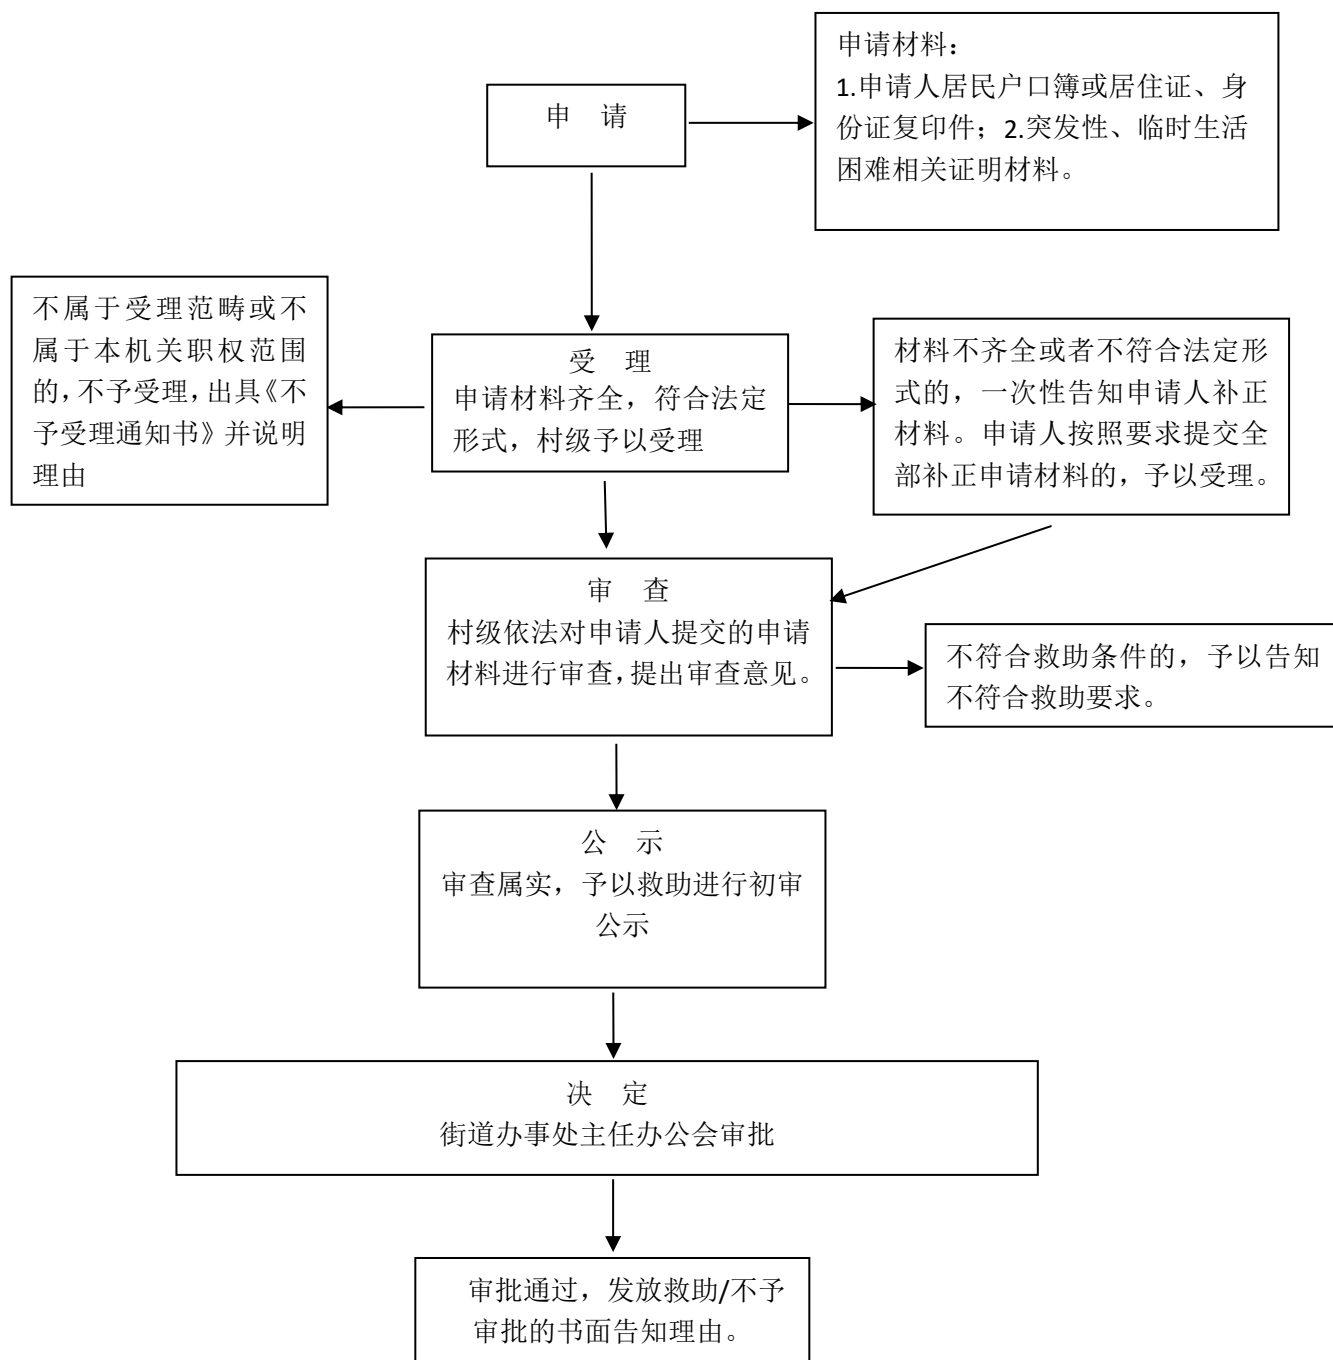 申请
申请材料：
1.申请人居民户口簿或居住证、身
份证复印件；2.突发性、临时生活
困难相关证明材料。
不属于受理范畴或不
属于本机关职权范围
的，不予受理，出具《不
予受理通知书》并说明
理由
受理
申请材料齐全，符合法定
形式，村级予以受理
材料不齐全或者不符合法定形
式的，一次性告知申请人补正
材料。申请人按照要求提交全
部补正申请材料的，予以受理。
审查
村级依法对申请人提交的申请
材料进行审查，提出审查意见。
不符合救助条件的，予以告知
不符合救助要求。
公示
审查属实，予以救助进行初审
公示
决定
街道办事处主任办公会审批
审批通过，发放救助/不予
审批的书面告知理由。